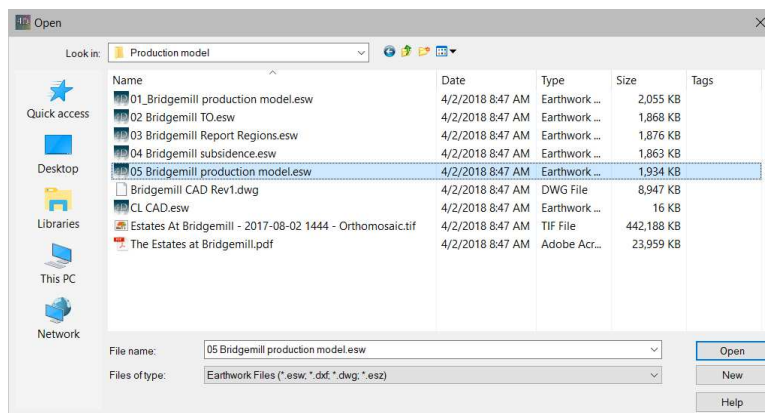 Open
Look in: Production model
Name Date Type Size Tags
01_Bridgemill production model.esw 4/2/2018 8:47 AM Earthwork ... 2,055 KB
02 Bridgemill TO.esw 4/2/2018 8:47 AM Earthwork ... 1,868 KB
03 Bridgemill Report Regions.esw 4/2/2018 8:47 AM Earthwork ... 1,876 KB
04 Bridgemill subsidence.esw 4/2/2018 8:47 AM Earthwork ... 1,863 KB
05 Bridgemill production model.esw 4/2/2018 8:47 AM Earthwork ... 1,934 KB
Bridgemill CAD Rev1.dwg 4/2/2018 8:47 AM DWG File 8,947 KB
CL CAD.esw 4/2/2018 8:47 AM Earthwork ... 16 KB
Estates At Bridgemill - 2017-08-02 1444 - Orthomosaic.tif 4/2/2018 8:47 AM TIF File 442,188 KB
The Estates at Bridgemill.pdf 4/2/2018 8:47 AM Adobe Acr... 23,959 KB
Quick access
Desktop
Libraries
This PC
Network
File name: 05 Bridgemill production model.esw Open
Files of type: Earthwork Files (*.esw; *.dxf; *.dwg; *.esz) New
Help